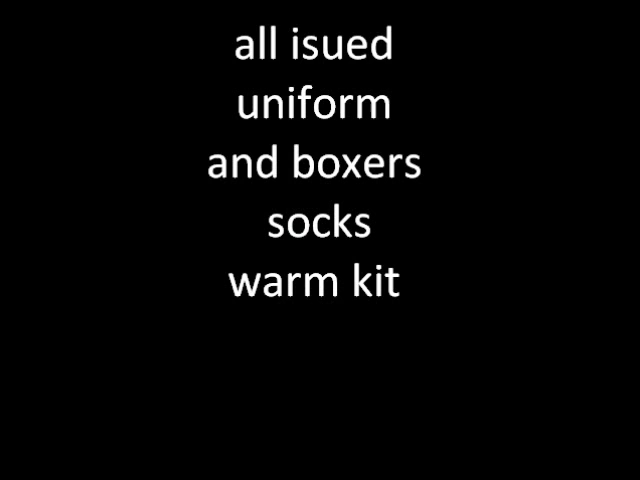 all isued
uniform
and boxers
socks
warm kit